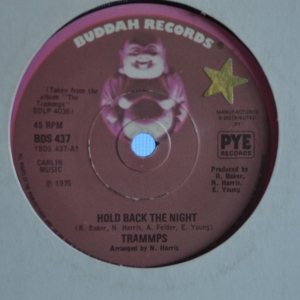 BUDDAH RECORDS
(Taken from the
album "The
Trammps"
BDLP 4036)
45 RPM
BDS 437
(BDS 437-A)
CARLIN
MUSIC
℗ 1975
MANUFACTURED
& DISTRIBUTED
BY
PYE
RECORDS
Produced by
R. Baker,
N. Harris,
E. Young
HOLD BACK THE NIGHT
(R. Baker, N. Harris, A. Felder, E. Young)
TRAMMPS
Arranged by N. Harris